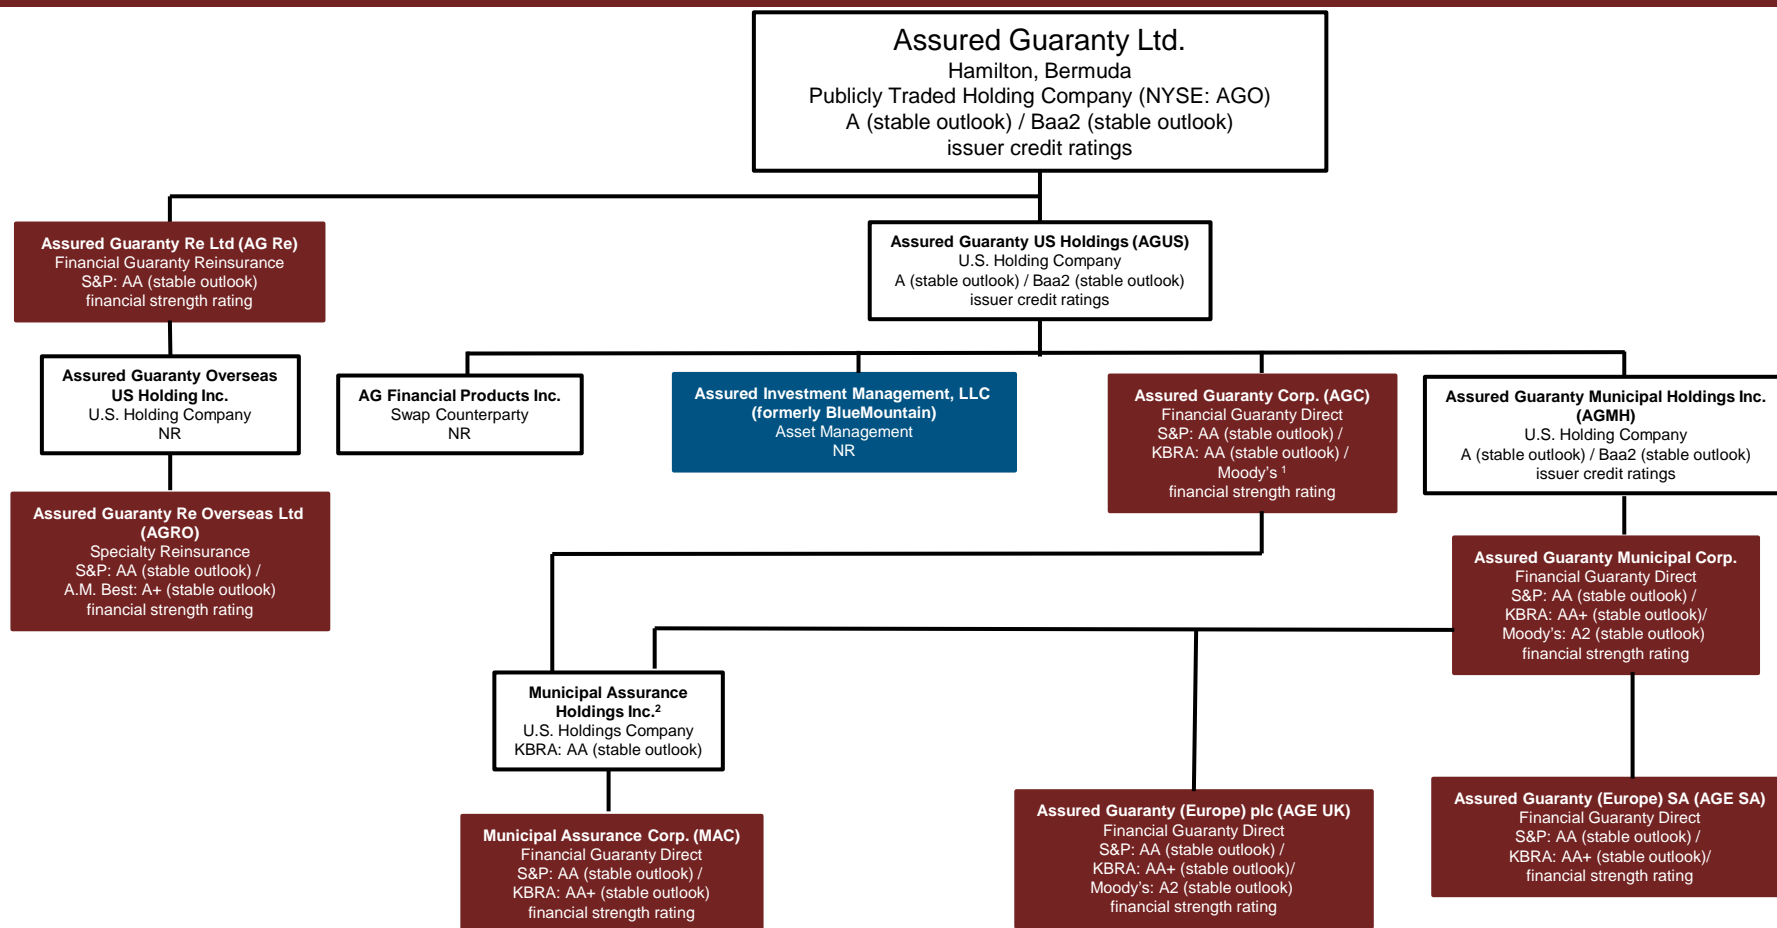 Assured Guaranty Ltd.
Hamilton, Bermuda
Publicly Traded Holding Company (NYSE: AGO)
A (stable outlook) / Baa2 (stable outlook)
issuer credit ratings
Assured Guaranty Re Ltd (AG Re)
Financial Guaranty Reinsurance
S&P: AA (stable outlook)
financial strength rating
Assured Guaranty US Holdings (AGUS)
U.S. Holding Company
A (stable outlook) / Baa2 (stable outlook)
issuer credit ratings
Assured Guaranty Overseas
US Holding Inc.
U.S. Holding Company
NR
AG Financial Products Inc.
Swap Counterparty
NR
Assured Investment Management, LLC
(formerly BlueMountain)
Asset Management
NR
Assured Guaranty Corp. (AGC)
Financial Guaranty Direct
S&P: AA (stable outlook) /
KBRA: AA (stable outlook) /
Moody's ¹
financial strength rating
Assured Guaranty Municipal Holdings Inc.
(AGMH)
U.S. Holding Company
A (stable outlook) / Baa2 (stable outlook)
issuer credit ratings
Assured Guaranty Re Overseas Ltd
(AGRO)
Specialty Reinsurance
S&P: AA (stable outlook) /
A.M. Best: A+ (stable outlook)
financial strength rating
Assured Guaranty Municipal Corp.
Financial Guaranty Direct
S&P: AA (stable outlook) /
KBRA: AA+ (stable outlook)/
Moody's: A2 (stable outlook)
financial strength rating
Municipal Assurance
Holdings Inc.²
U.S. Holdings Company
KBRA: AA (stable outlook)
Municipal Assurance Corp. (MAC)
Financial Guaranty Direct
S&P: AA (stable outlook) /
KBRA: AA+ (stable outlook)
financial strength rating
Assured Guaranty (Europe) plc (AGE UK)
Financial Guaranty Direct
S&P: AA (stable outlook) /
KBRA: AA+ (stable outlook)/
Moody's: A2 (stable outlook)
financial strength rating
Assured Guaranty (Europe) SA (AGE SA)
Financial Guaranty Direct
S&P: AA (stable outlook) /
KBRA: AA+ (stable outlook)/
financial strength rating